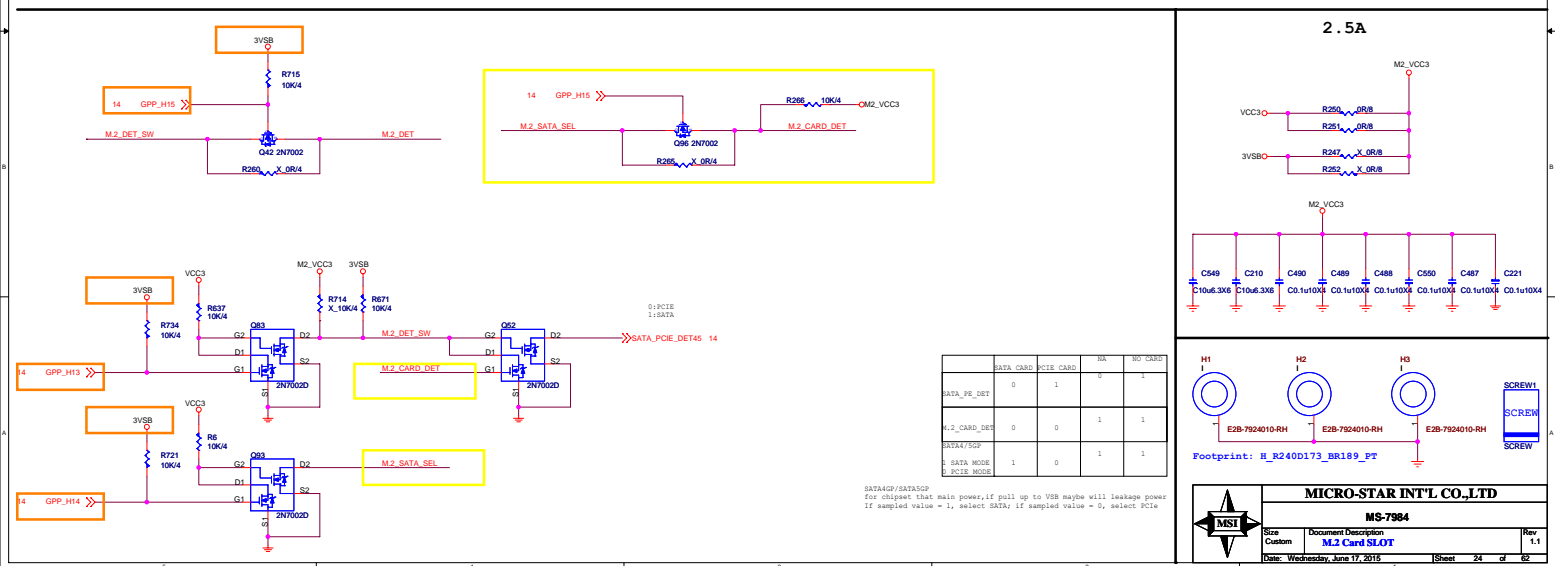 3VSB
R715
10K/4
14 GPP_H15
M.2_DET_SW
M.2_DET
Q42 2N7002
R260 X_0R/4
14 GPP_H15
R266 10K/4
M2_VCC3
M.2_SATA_SEL
M.2_CARD_DET
Q96 2N7002
R265 X_0R/4
2.5A
M2_VCC3
VCC3
R250 0R/8
R251 0R/8
3VSB
R247 X_0R/8
R252 X_0R/8
M2_VCC3
C549
C10u6.3X6
C210
C10u6.3X6
C490
C0.1u10X4
C489
C0.1u10X4
C488
C0.1u10X4
C550
C0.1u10X4
C487
C0.1u10X4
C221
C0.1u10X4
3VSB
R734
10K/4
VCC3
R637
10K/4
Q83
G2
D2
D1
S2
G1
S1
2N7002D
14 GPP_H13
M2_VCC3
R714
X_10K/4
3VSB
R671
10K/4
M.2_DET_SW
M.2_CARD_DET
Q52
G2
D2
D1
S2
G1
S1
2N7002D
0:PCIE
1:SATA
SATA_PCIE_DET45 14
3VSB
R721
10K/4
VCC3
R6
10K/4
Q93
G2
D2
D1
S2
G1
S1
2N7002D
14 GPP_H14
M.2_SATA_SEL
SATA CARD PCIE CARD NA NO CARD
SATA_PE_DET 0 1 0 1
M.2_CARD_DET 0 0 1 1
SATA4/5GP
1 SATA MODE
0 PCIE MODE
1 0 1 1
SATA4GP/SATA5GP
for chipset that main power,if pull up to VSB maybe will leakage power
If sampled value = 1, select SATA; if sampled value = 0, select PCIe
H1
1
E2B-7924010-RH
H2
1
E2B-7924010-RH
H3
1
E2B-7924010-RH
SCREW1
SCREW
SCREW
Footprint: H_R240D173_BR189_PT
MSI
MICRO-STAR INT'L CO.,LTD
MS-7984
Size
Custom
Document Description
M.2 Card SLOT
Rev
1.1
Date: Wednesday, June 17, 2015
Sheet 24 of 62
B
A
B
A